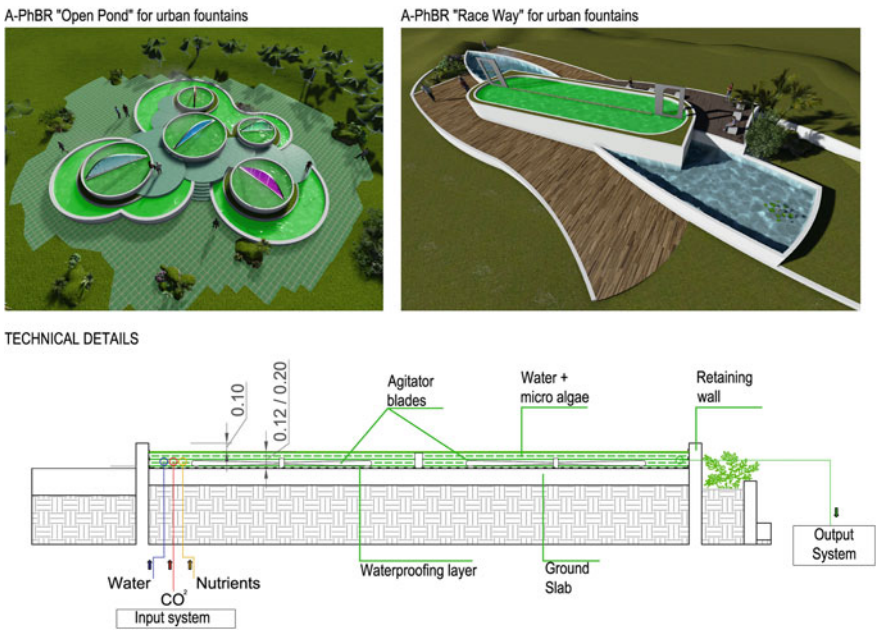 A-PhBR "Open Pond" for urban fountains
A-PhBR "Race Way" for urban fountains
TECHNICAL DETAILS
0.10
0.12 / 0.20
Agitator
blades
Water +
micro algae
Retaining
wall
Water
CO²
Nutrients
Input system
Waterproofing layer
Ground
Slab
Output
System